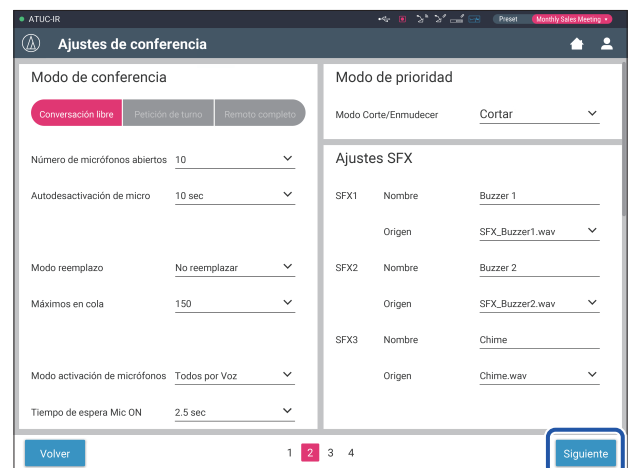 ATUC-IR
Preset Monthly Sales Meeting
Ajustes de conferencia
Modo de conferencia
Conversación libre Petición de turno Remoto completo
Número de micrófonos abiertos 10
Autodesactivación de micro 10 sec
Modo reemplazo No reemplazar
Máximos en cola 150
Modo activación de micrófonos Todos por Voz
Tiempo de espera Mic ON 2.5 sec
Modo de prioridad
Modo Corte/Enmudecer Cortar
Ajustes SFX
SFX1 Nombre Buzzer 1
Origen SFX_Buzzer1.wav
SFX2 Nombre Buzzer 2
Origen SFX_Buzzer2.wav
SFX3 Nombre Chime
Origen Chime.wav
Volver 1 2 3 4 Siguiente